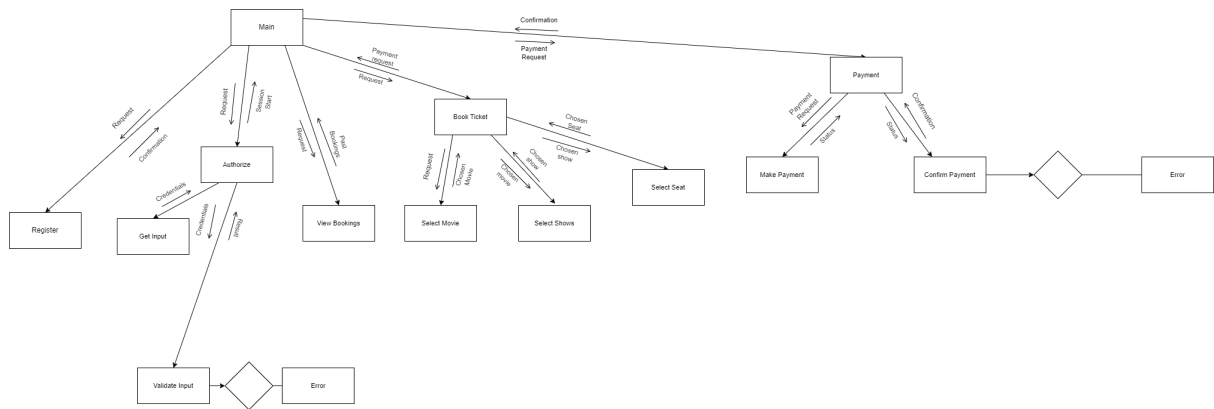 Main
Confirmation
Payment
Request
Payment
request
Request
Payment
Request
Confirmation
Request
Session
Start
Request
Past
Bookings
Book Ticket
Chosen
Seat
Chosen
show
Payment
Request
Status
Status
Confirmation
Authorize
Request
Chosen
Movie
Chosen
show
Chosen
movie
Select Seat
Make Payment
Confirm Payment
Error
Credentials
Credentials
Result
Register
Get Input
View Bookings
Select Movie
Select Shows
Validate Input
Error